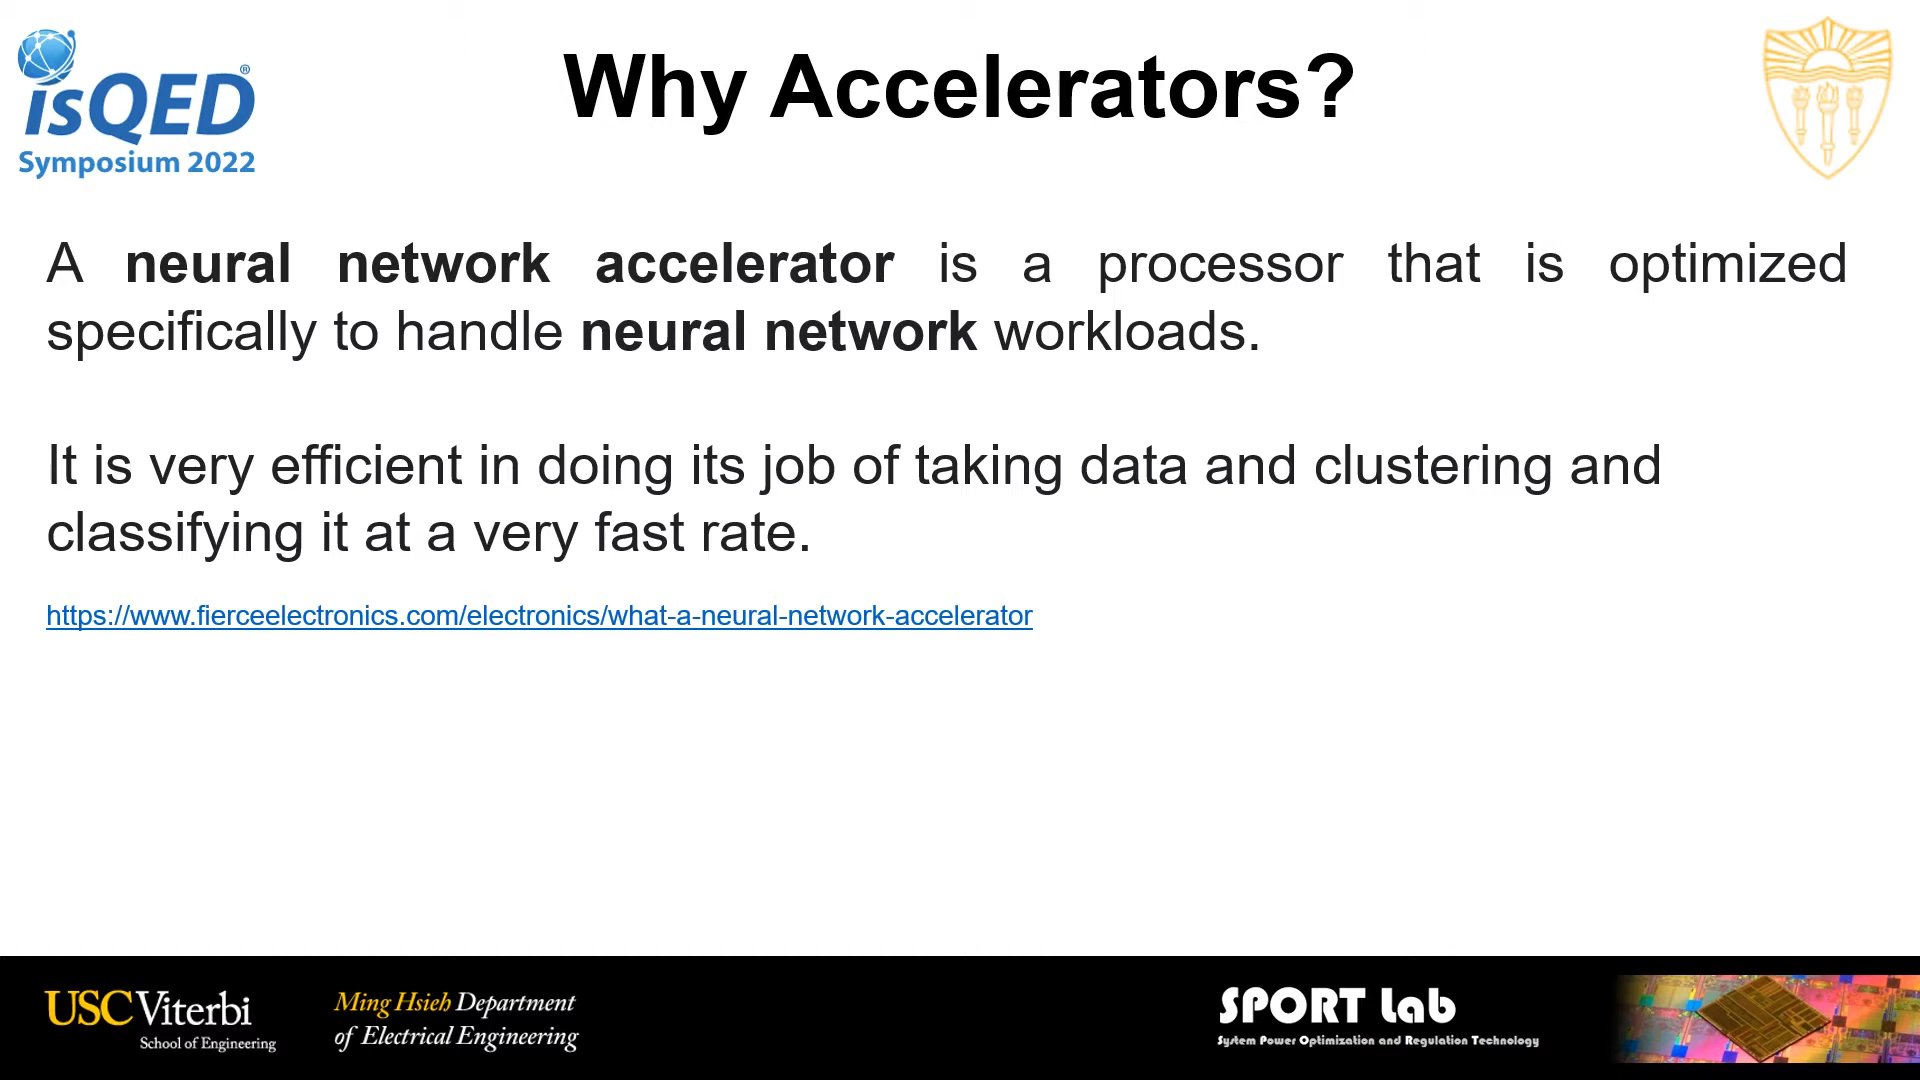 isQED®
Symposium 2022
Why Accelerators?
A neural network accelerator is a processor that is optimized
specifically to handle neural network workloads.
It is very efficient in doing its job of taking data and clustering and
classifying it at a very fast rate.
https://www.fierceelectronics.com/electronics/what-a-neural-network-accelerator
USC Viterbi
School of Engineering
Ming Hsieh Department
of Electrical Engineering
SPORT Lab
System Power Optimization and Regulation Technology